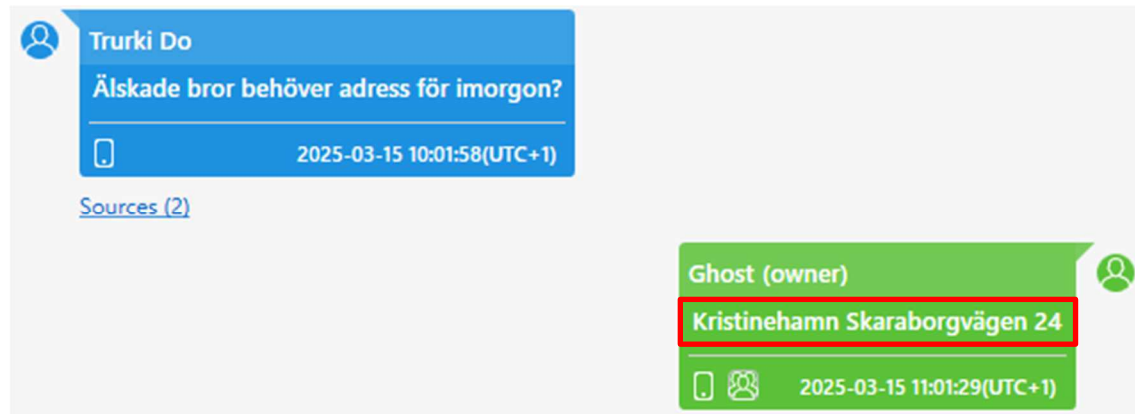 Trurki Do
Älskade bror behöver adress för imorgon?
2025-03-15 10:01:58(UTC+1)
Sources (2)
Ghost (owner)
Kristinehamn Skaraborgvägen 24
2025-03-15 11:01:29(UTC+1)